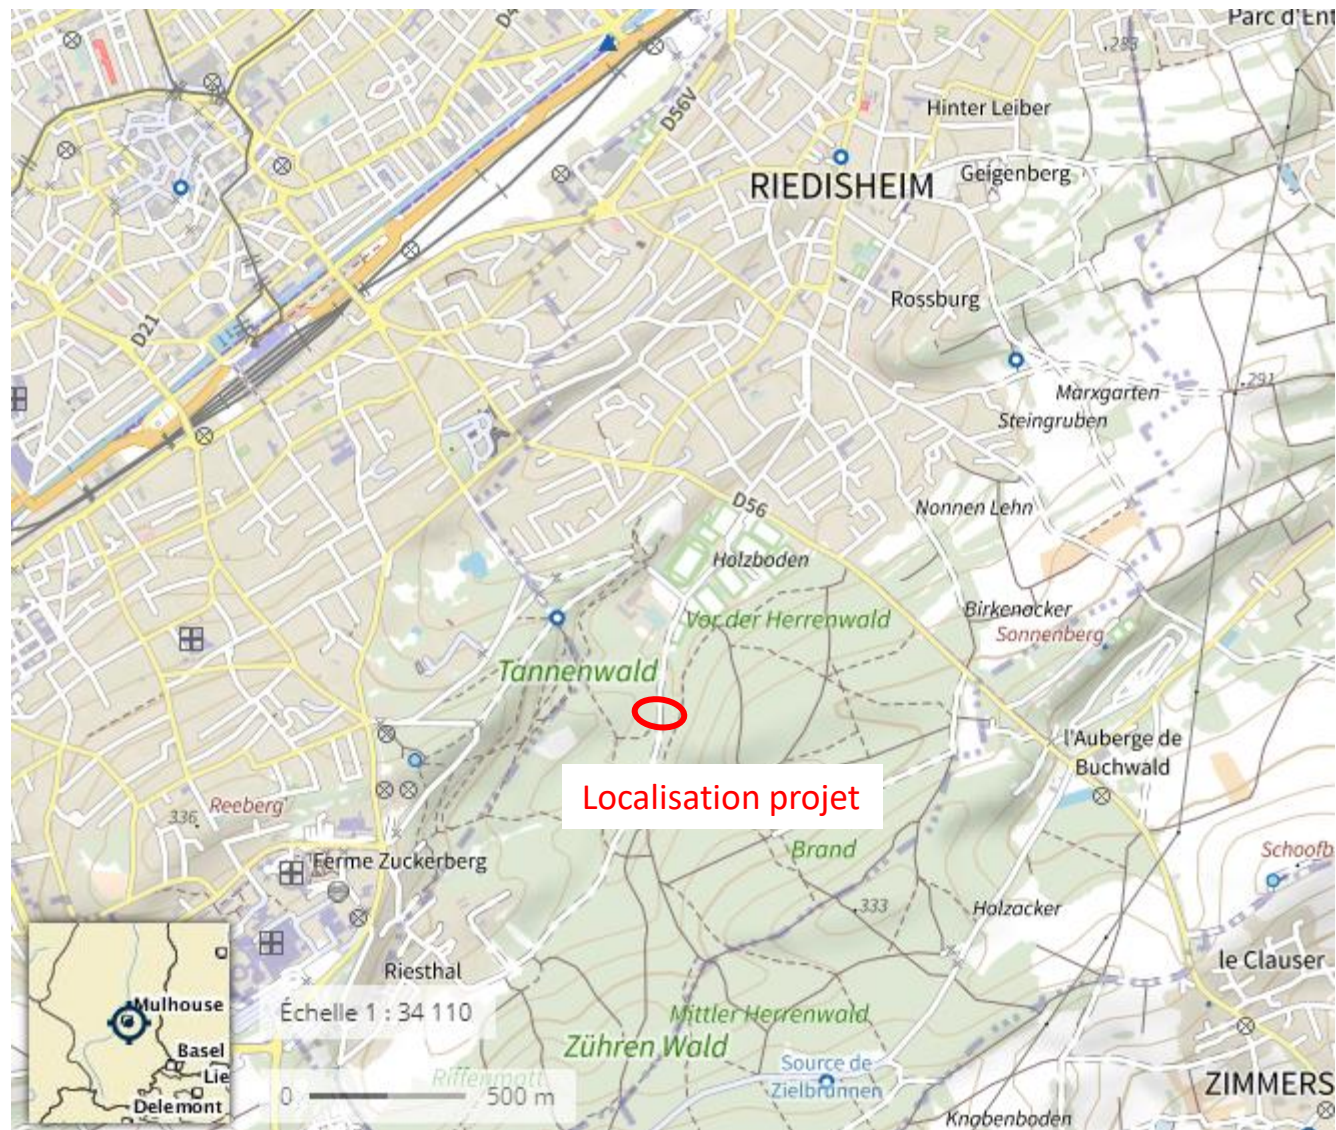 Parc d'Ent
D56V
283
Hinter Leiber
Geigenberg
RIEDISHEIM
Rossburg
D21
291
Marxgarten
Steingruben
D56
Nonnen Lehn
Holzboden
Birkenacker
Vor der Herrenwald
Sonnenberg
Tannenwald
l'Auberge de
Buchwald
Localisation projet
Reeberg
336
Brand
Schoofb
Ferme Zuckerberg
333
Holzacker
Riesthal
le Clauser
Mulhouse
Échelle 1 : 34 110
Mittler Herrenwald
Zühren Wald
Basel
Lie
Source de
Zielbrunnen
Riffenmatt
ZIMMERS
0
500 m
Delemont
Knabenboden